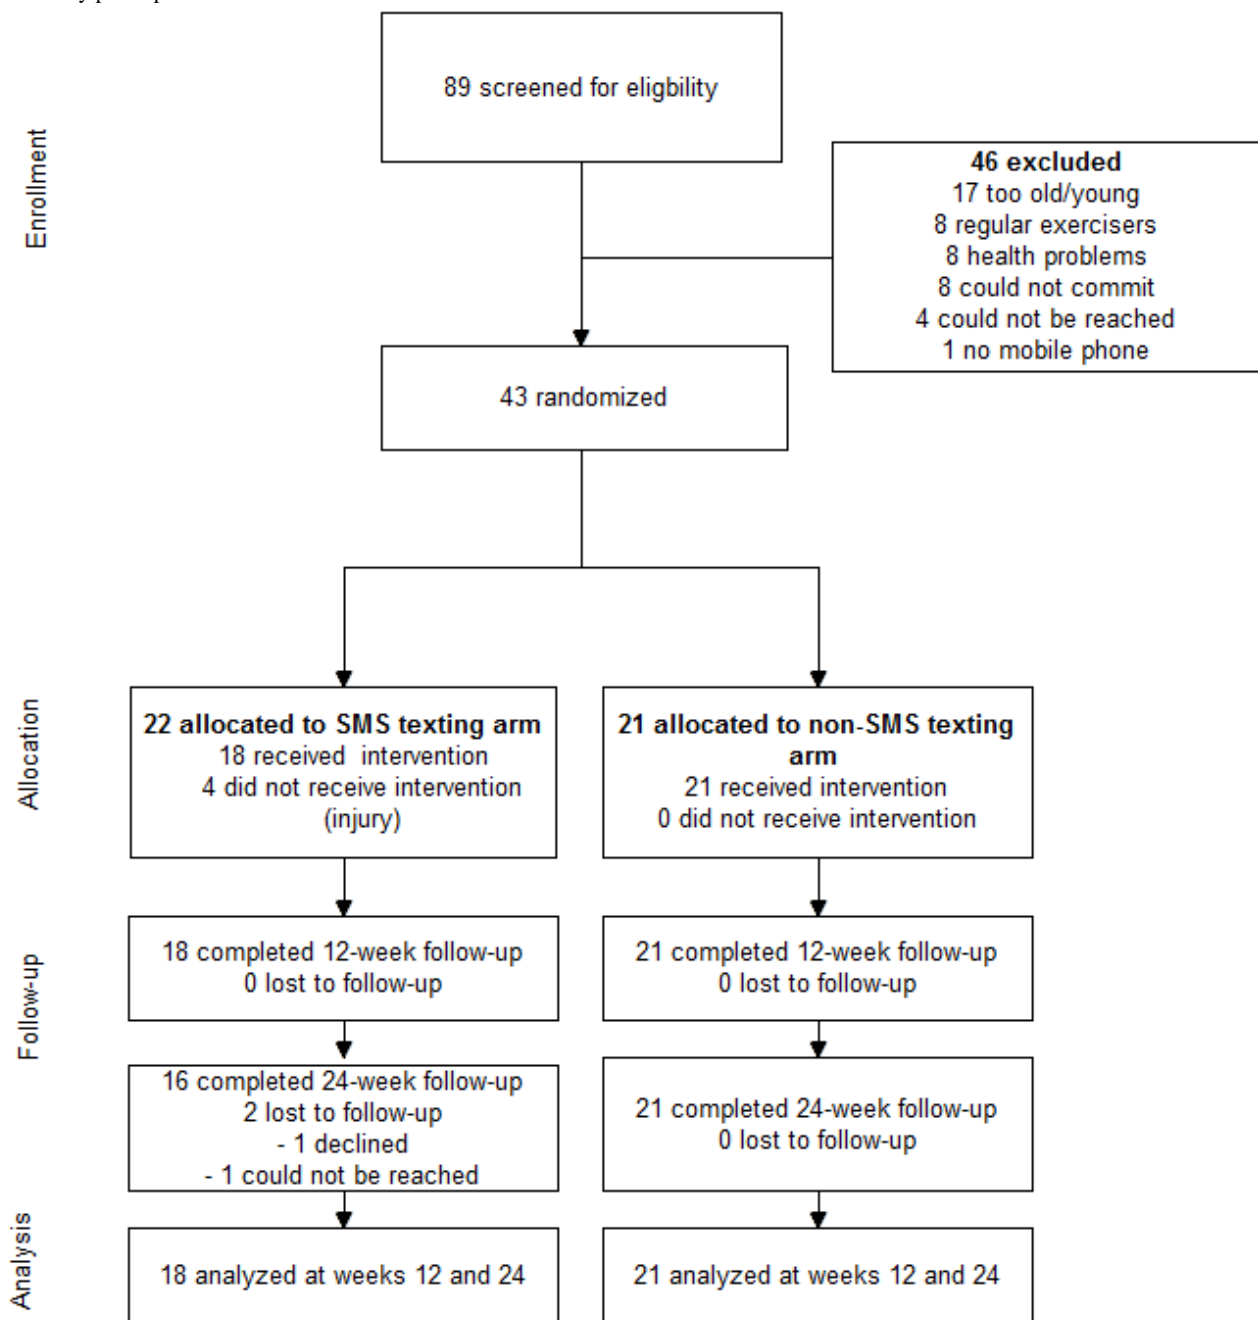 89 screened for eligbility
Enrollment
46 excluded
17 too old/young
8 regular exercisers
8 health problems
8 could not commit
4 could not be reached
1 no mobile phone
43 randomized
Allocation
22 allocated to SMS texting arm
18 received intervention
4 did not receive intervention
(injury)
21 allocated to non-SMS texting
arm
21 received intervention
0 did not receive intervention
Follow-up
18 completed 12-week follow-up
0 lost to follow-up
21 completed 12-week follow-up
0 lost to follow-up
16 completed 24-week follow-up
2 lost to follow-up
- 1 declined
- 1 could not be reached
21 completed 24-week follow-up
0 lost to follow-up
Analysis
18 analyzed at weeks 12 and 24
21 analyzed at weeks 12 and 24